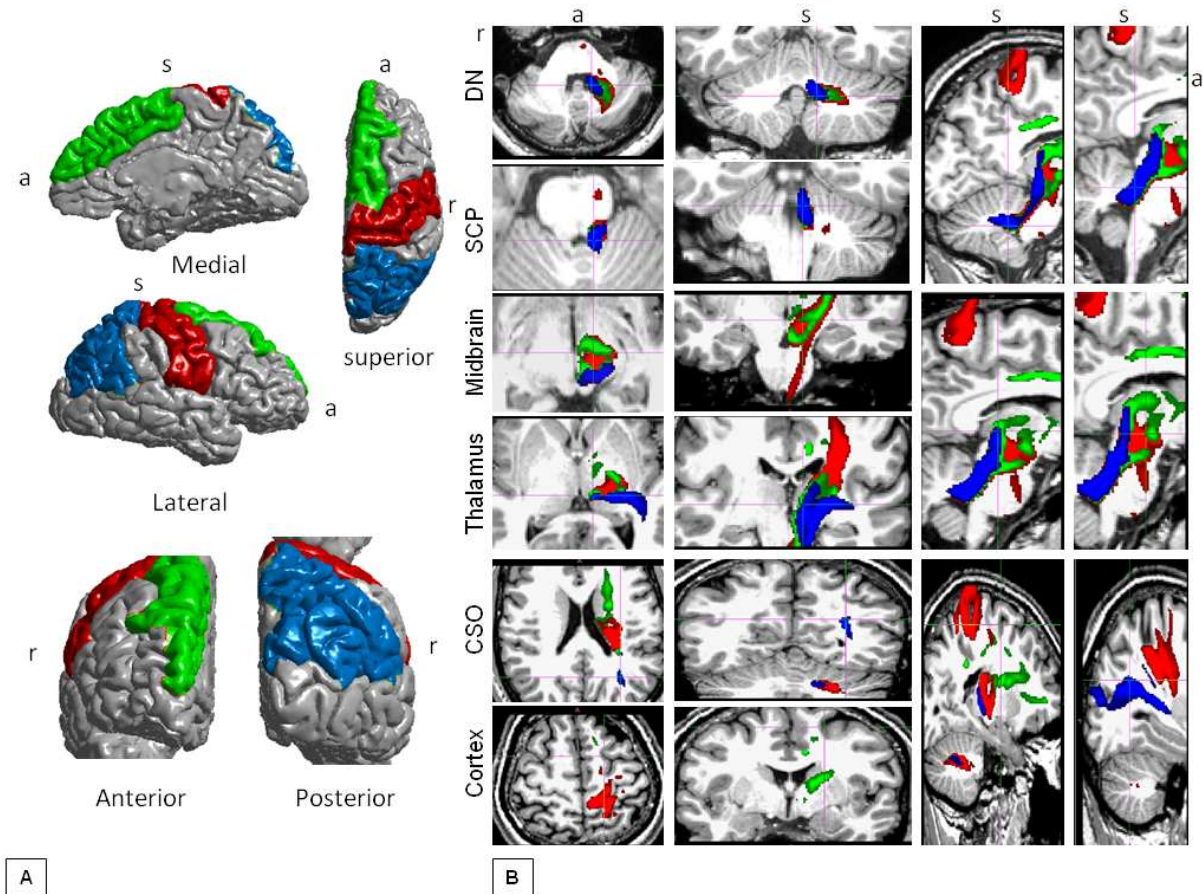 s
a
a
Medial
r
s
superior
a
Lateral
r
r
Anterior
Posterior
A
a
s
s
s
r
a
DN
SCP
Midbrain
Thalamus
CSO
Cortex
B